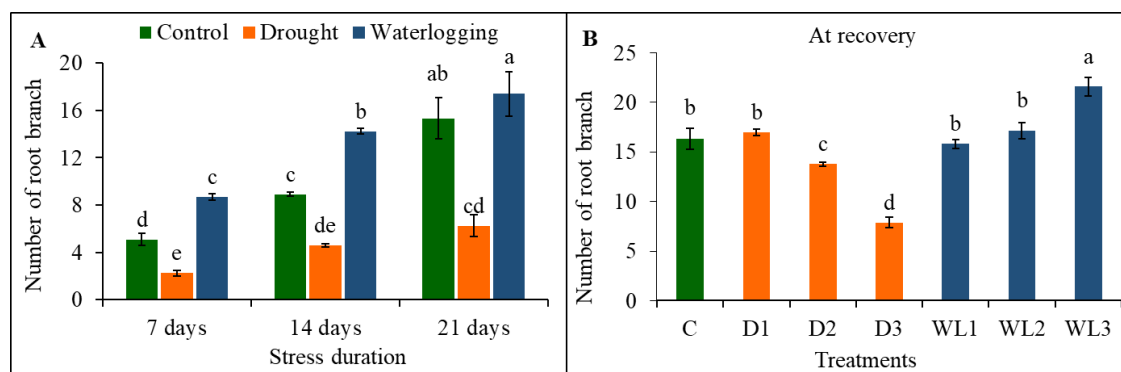 A
Control Drought Waterlogging
Number of root branch
20
16
12
8
4
0
d
e
c
c
de
b
ab
cd
a
7 days 14 days 21 days
Stress duration
B
At recovery
Number of root branch
25
20
15
10
5
0
b
b
c
d
b
b
a
C D1 D2 D3 WL1 WL2 WL3
Treatments